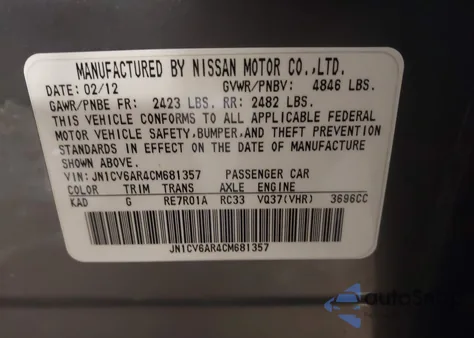 MANUFACTURED BY NISSAN MOTOR CO.,LTD.
DATE: 02/12 GVWR/PNBV: 4846 LBS.
GAWR/PNBE FR: 2423 LBS. RR: 2482 LBS.
THIS VEHICLE CONFORMS TO ALL APPLICABLE FEDERAL
MOTOR VEHICLE SAFETY,BUMPER,AND THEFT PREVENTION
STANDARDS IN EFFECT ON THE DATE OF MANUFACTURE
SHOWN ABOVE.
VIN: JN1CV6AR4CM681357 PASSENGER CAR
COLOR TRIM TRANS AXLE ENGINE
KAD G RE7R01A RC33 VQ37(VHR) 3696CC
JN1CV6AR4CM681357